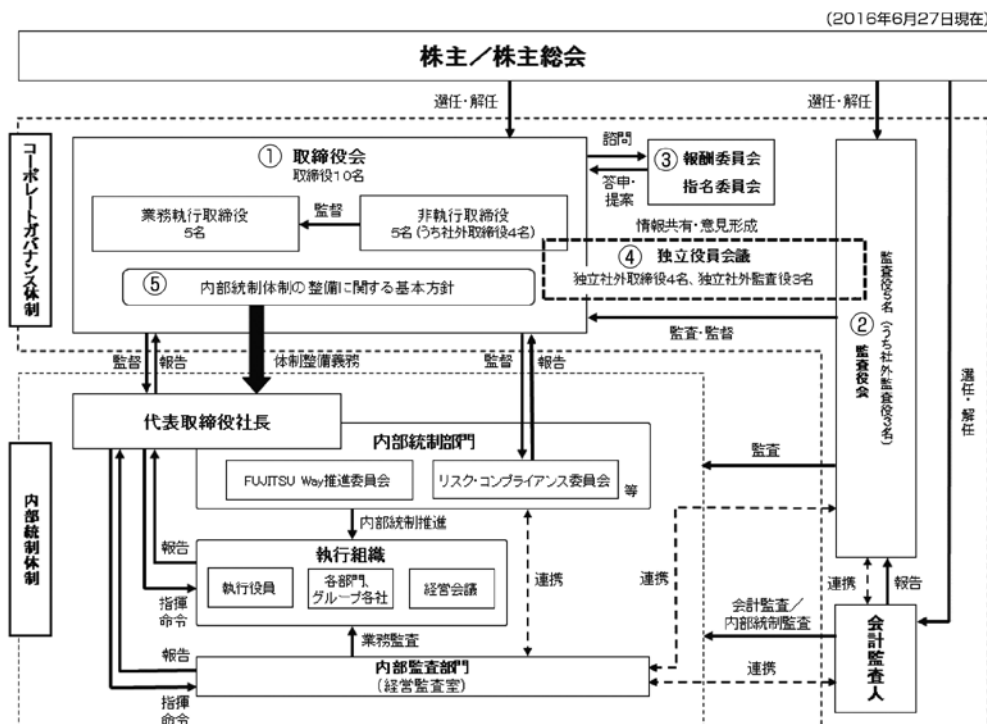 (2016年6月27日現在)
株主／株主総会
選任・解任
選任・解任
コーポレートガバナンス体制
① 取締役会
取締役10名
諮問
答申・
提案
③ 報酬委員会
指名委員会
業務執行取締役
5名
監督
非執行取締役
5名(うち社外取締役4名)
情報共有・意見形成
④ 独立役員会議
独立社外取締役4名、独立社外監査役3名
⑤ 内部統制体制の整備に関する基本方針
監査・監督
② 監査役会
監査役5名(うち社外監査役3名)
選任・解任
監督
報告
体制整備義務
監督
報告
内部統制体制
代表取締役社長
内部統制部門
FUJITSU Way推進委員会
リスク・コンプライアンス委員会
等
監査
内部統制推進
報告
執行組織
執行役員
各部門、
グループ各社
経営会議
指揮
命令
連携
連携
連携
報告
会計監査／
内部統制監査
会計監査人
業務監査
報告
内部監査部門
(経営監査室)
連携
指揮
命令